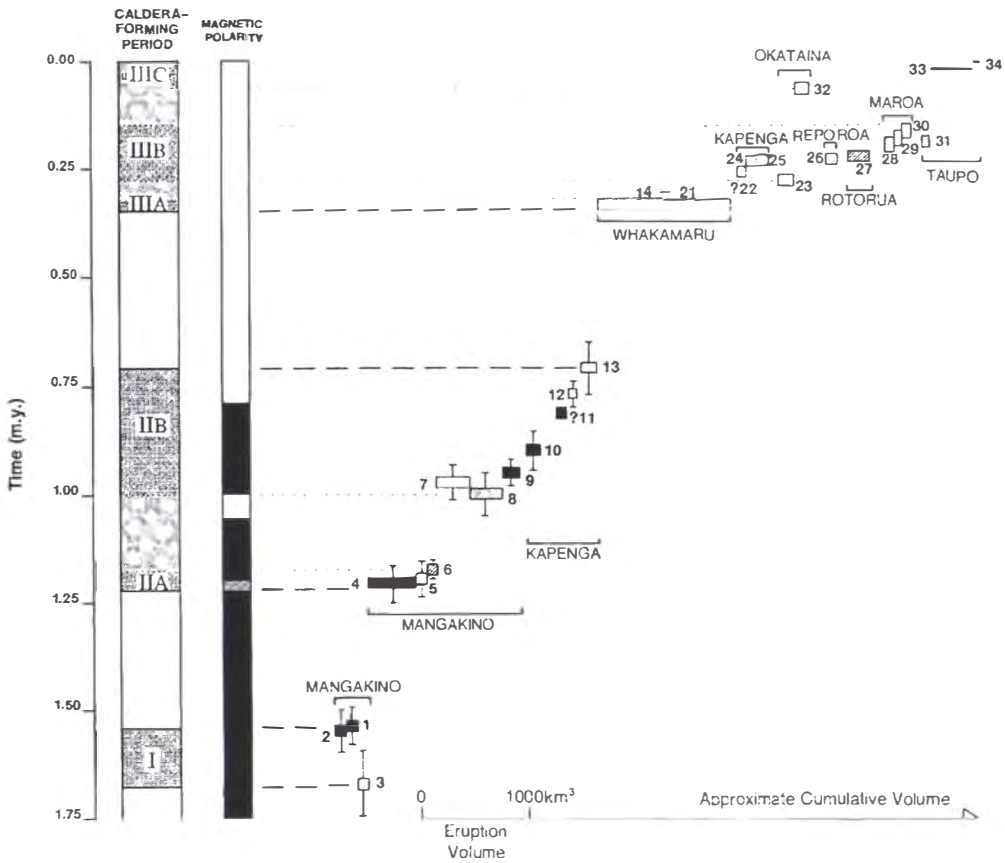 CALDERA-
FORMING
PERIOD
MAGNETIC
POLARITY
0.00
0.25
0.50
0.75
1.00
1.25
1.50
1.75
Time (m.y.)
IIIC
IIIB
IIIA
IIB
IIA
I
33
34
OKATAINA
32
MAROA
30
29
28
31
TAUPO
KAPENGA
24
25
?22
23
REPOROA
26
27
ROTORUA
14 - 21
WHAKAMARU
13
12
?11
10
9
8
7
KAPENGA
6
5
4
MANGAKINO
MANGAKINO
1
2
3
0
1000km³
Approximate Cumulative Volume
Eruption
Volume